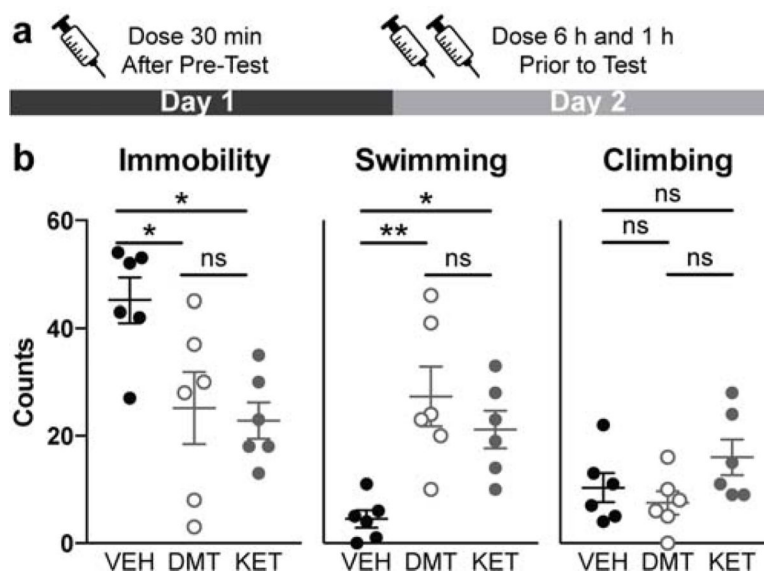 a
Dose 30 min
After Pre-Test
Dose 6 h and 1 h
Prior to Test
Day 1
Day 2
b
Immobility
Swimming
Climbing
*
*
ns
*
**
ns
ns
ns
ns
Counts
60
40
20
0
VEH DMT KET
VEH DMT KET
VEH DMT KET